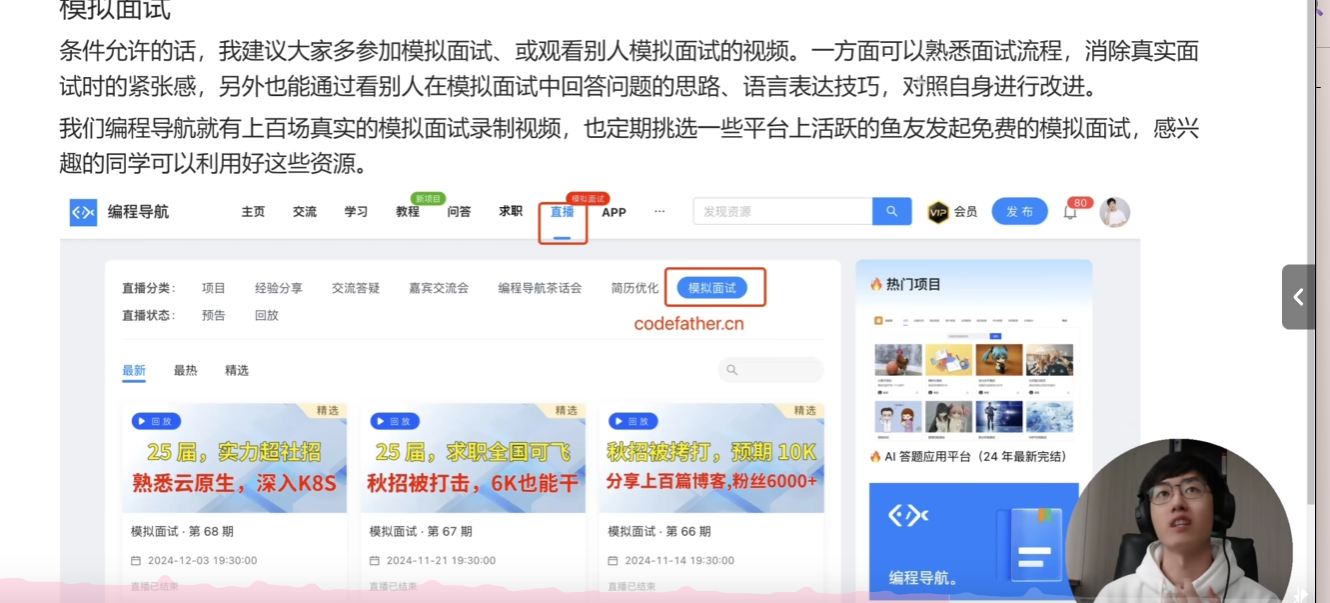 模拟面试
条件允许的话，我建议大家多参加模拟面试、或观看别人模拟面试的视频。一方面可以熟悉面试流程，消除真实面
试时的紧张感，另外也能通过看别人在模拟面试中回答问题的思路、语言表达技巧，对照自身进行改进。
我们编程导航就有上百场真实的模拟面试录制视频，也定期挑选一些平台上活跃的鱼友发起免费的模拟面试，感兴
趣的同学可以利用好这些资源。
新项目 模拟面试 80
编程导航 主页 交流 学习 教程 问答 求职 直播 APP ··· 发现资源 VIP 会员 发布
直播分类： 项目 经验分享 交流答疑 嘉宾交流会 编程导航茶话会 简历优化 模拟面试
直播状态： 预告 回放
codefather.cn
最新 最热 精选
回放 精选
25 届，实力超社招
熟悉云原生，深入K8S
模拟面试 · 第 68 期
2024-12-03 19:30:00
直播已结束
回放 精选
25 届，求职全国可飞
秋招被打击，6K也能干
模拟面试 · 第 67 期
2024-11-21 19:30:00
直播已结束
回放 精选
秋招被拷打，预期 10K
分享上百篇博客,粉丝6000+
模拟面试 · 第 66 期
2024-11-14 19:30:00
直播已结束
热门项目
AI 答题应用平台（24 年最新完结）
编程导航。